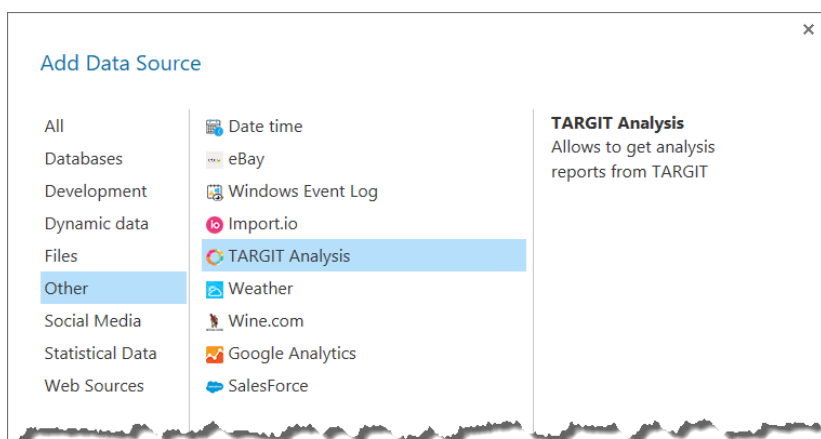 Add Data Source
All
Databases
Development
Dynamic data
Files
Other
Social Media
Statistical Data
Web Sources
Date time
eBay
Windows Event Log
io Import.io
TARGIT Analysis
Weather
Wine.com
Google Analytics
SalesForce
TARGIT Analysis
Allows to get analysis
reports from TARGIT